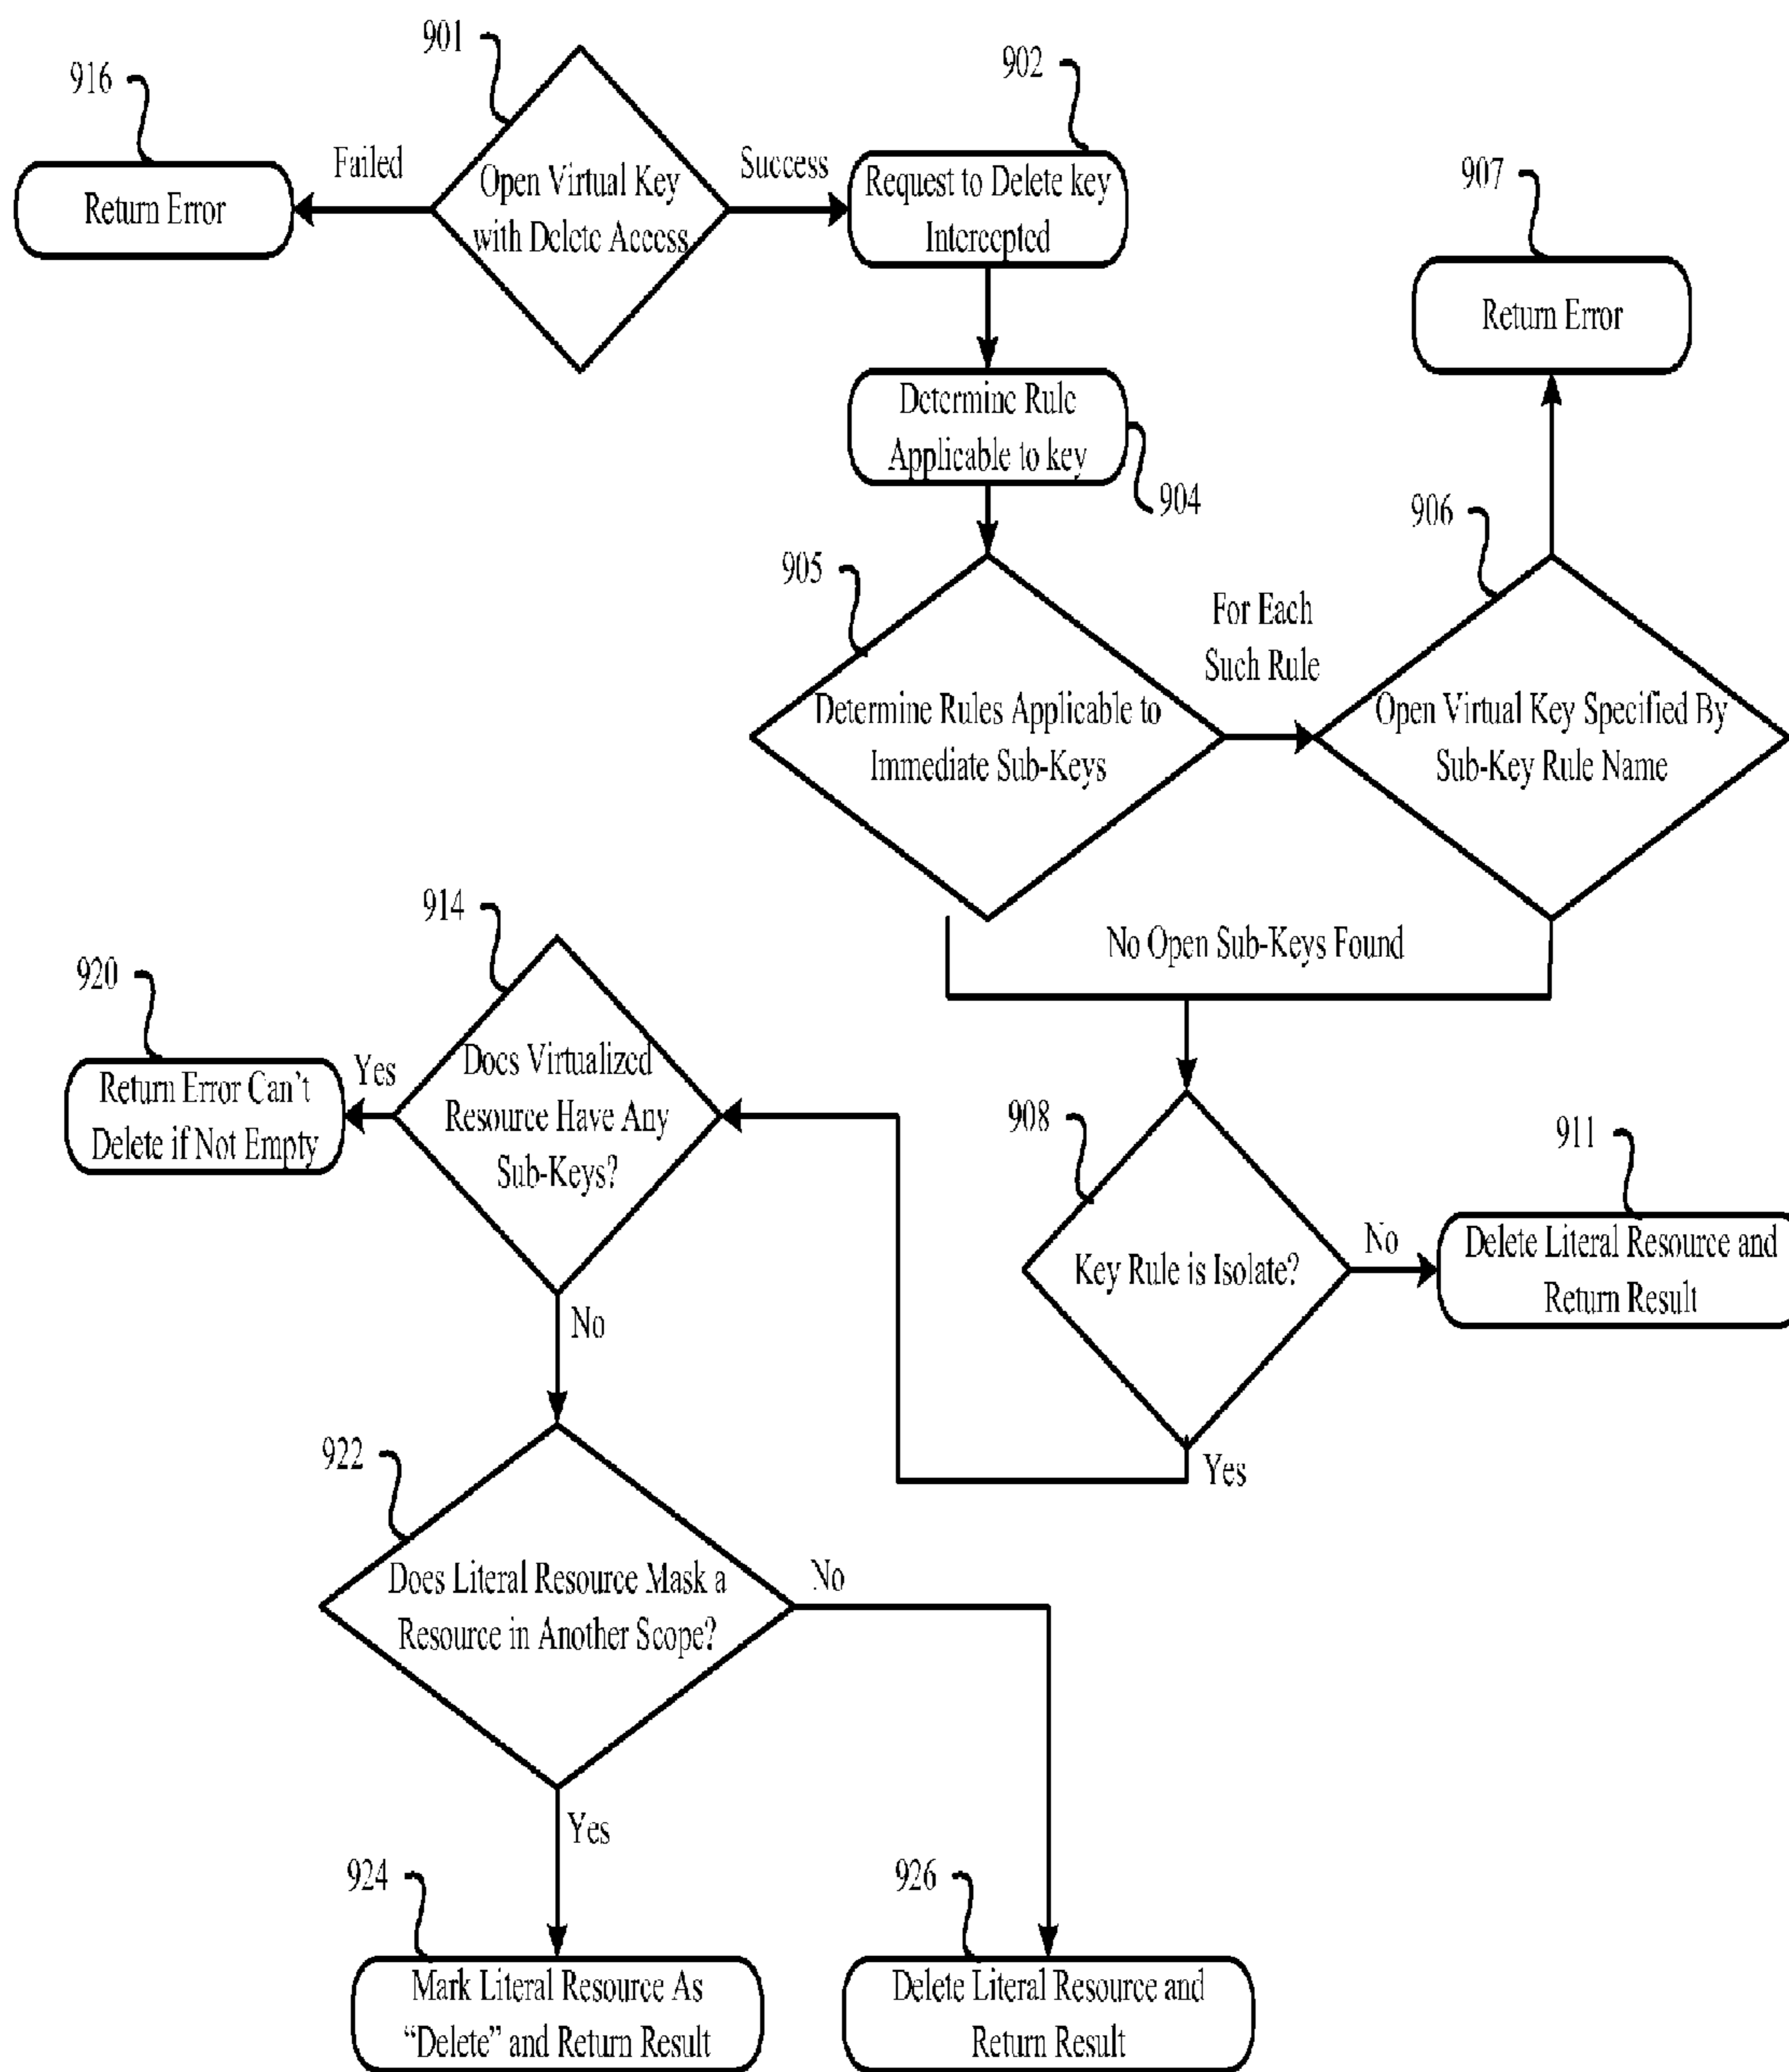 901
902
916
Failed
Success
Return Error
Open Virtual Key
with Delete Access
Request to Delete key
Intercepted
907
Return Error
Determine Rule
Applicable to key
904
906
905
For Each
Such Rule
Determine Rules Applicable to
Immediate Sub-Keys
Open Virtual Key Specified By
Sub-Key Rule Name
No Open Sub-Keys Found
914
920
Does Virtualized
Resource Have Any
Sub-Keys?
Yes
Return Error Can't
Delete if Not Empty
908
911
Key Rule is Isolate?
No
Delete Literal Resource and
Return Result
No
Yes
922
Does Literal Resource Mask a
Resource in Another Scope?
No
Yes
924
926
Mark Literal Resource As
“Delete” and Return Result
Delete Literal Resource and
Return Result